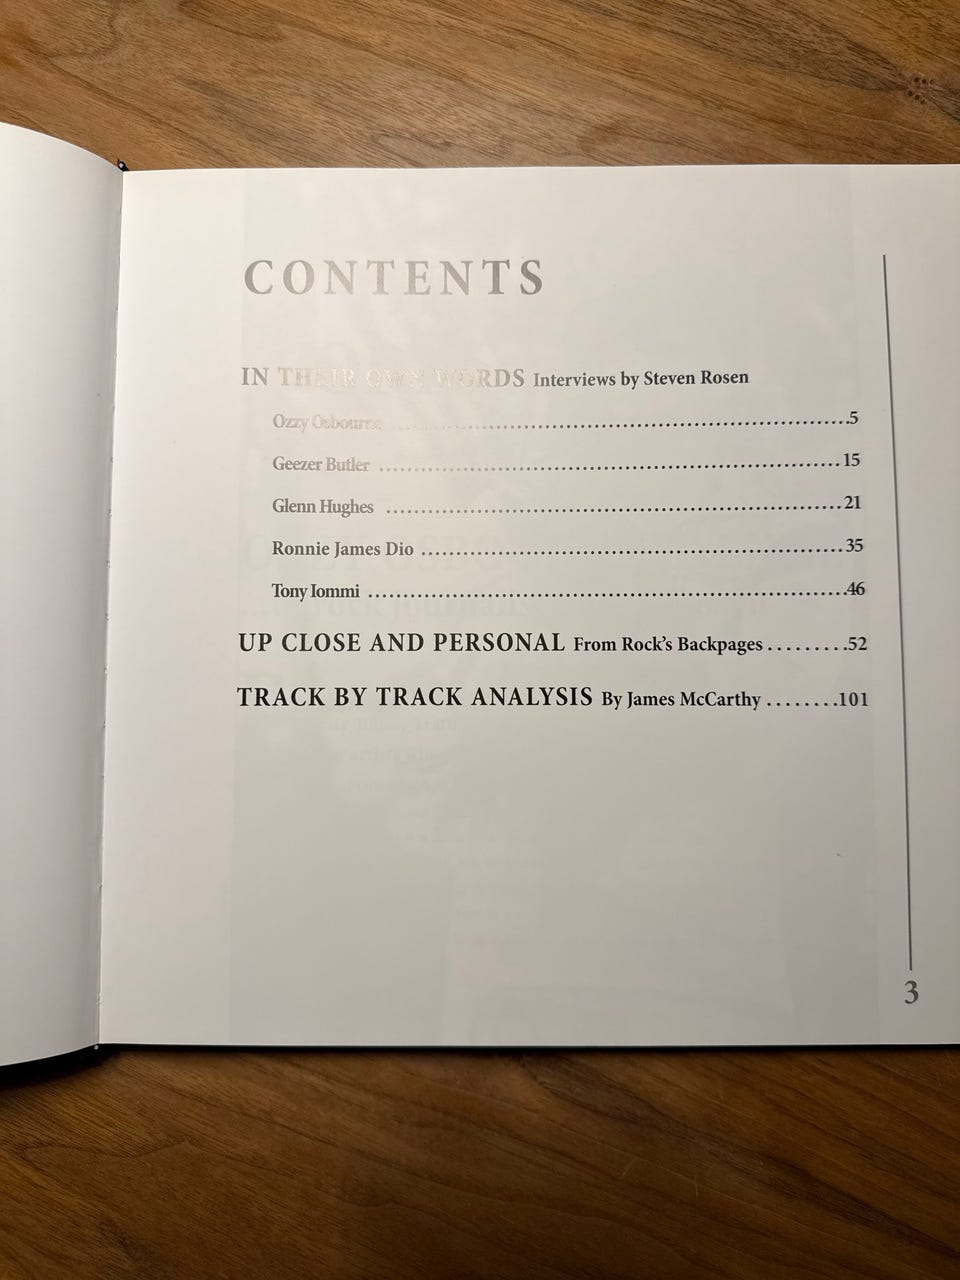 CONTENTS
IN THEIR OWN WORDS Interviews by Steven Rosen
Ozzy Osbourne ........................................................5
Geezer Butler ........................................................15
Glenn Hughes ........................................................21
Ronnie James Dio ........................................................35
Tony Iommi ........................................................46
UP CLOSE AND PERSONAL From Rock's Backpages .........52
TRACK BY TRACK ANALYSIS By James McCarthy ........101
3